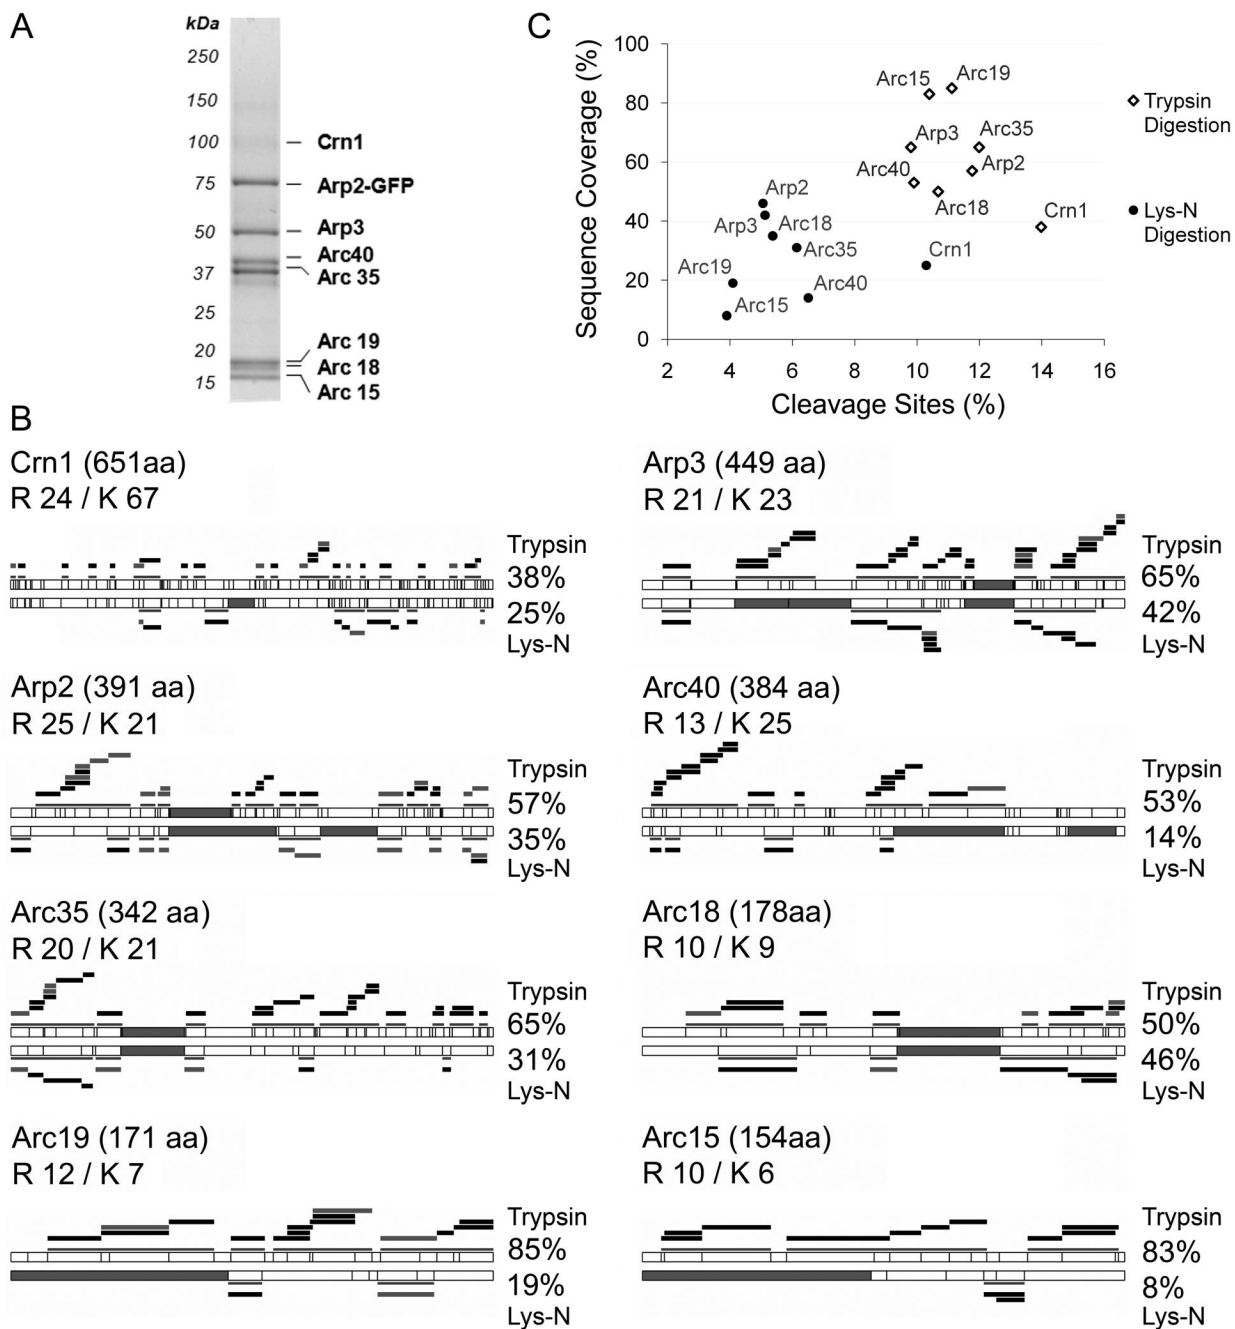 A
kDa
250
150
100
75
50
37
25
20
15
Crn1
Arp2-GFP
Arp3
Arc40
Arc 35
Arc 19
Arc 18
Arc 15
C
Sequence Coverage (%)
100
80
60
40
20
0
2 4 6 8 10 12 14 16
Cleavage Sites (%)
Arc15
Arc19
Arp3
Arc35
Arc40
Arp2
Arc18
Crn1
Arp2
Arp3
Arc18
Arc35
Crn1
Arc19
Arc15
Arc40
Trypsin
Digestion
Lys-N
Digestion
B
Crn1 (651aa)
R 24 / K 67
Trypsin
38%
25%
Lys-N
Arp3 (449 aa)
R 21 / K 23
Trypsin
65%
42%
Lys-N
Arp2 (391 aa)
R 25 / K 21
Trypsin
57%
35%
Lys-N
Arc40 (384 aa)
R 13 / K 25
Trypsin
53%
14%
Lys-N
Arc35 (342 aa)
R 20 / K 21
Trypsin
65%
31%
Lys-N
Arc18 (178aa)
R 10 / K 9
Trypsin
50%
46%
Lys-N
Arc19 (171 aa)
R 12 / K 7
Trypsin
85%
19%
Lys-N
Arc15 (154aa)
R 10 / K 6
Trypsin
83%
8%
Lys-N